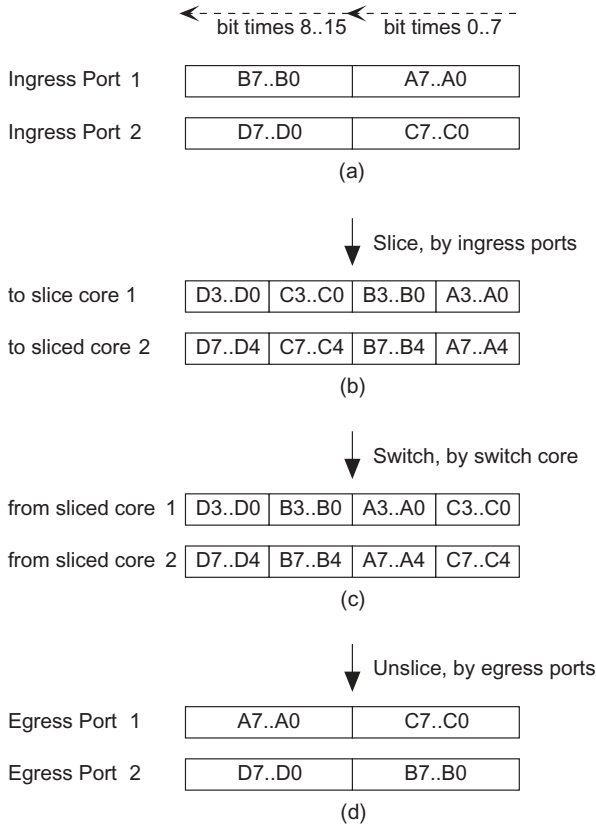 bit times 8..15 bit times 0..7
Ingress Port 1 B7..B0 A7..A0
Ingress Port 2 D7..D0 C7..C0
(a)
Slice, by ingress ports
to slice core 1 D3..D0 C3..C0 B3..B0 A3..A0
to sliced core 2 D7..D4 C7..C4 B7..B4 A7..A4
(b)
Switch, by switch core
from sliced core 1 D3..D0 B3..B0 A3..A0 C3..C0
from sliced core 2 D7..D4 B7..B4 A7..A4 C7..C4
(c)
Unslice, by egress ports
Egress Port 1 A7..A0 C7..C0
Egress Port 2 D7..D0 B7..B0
(d)